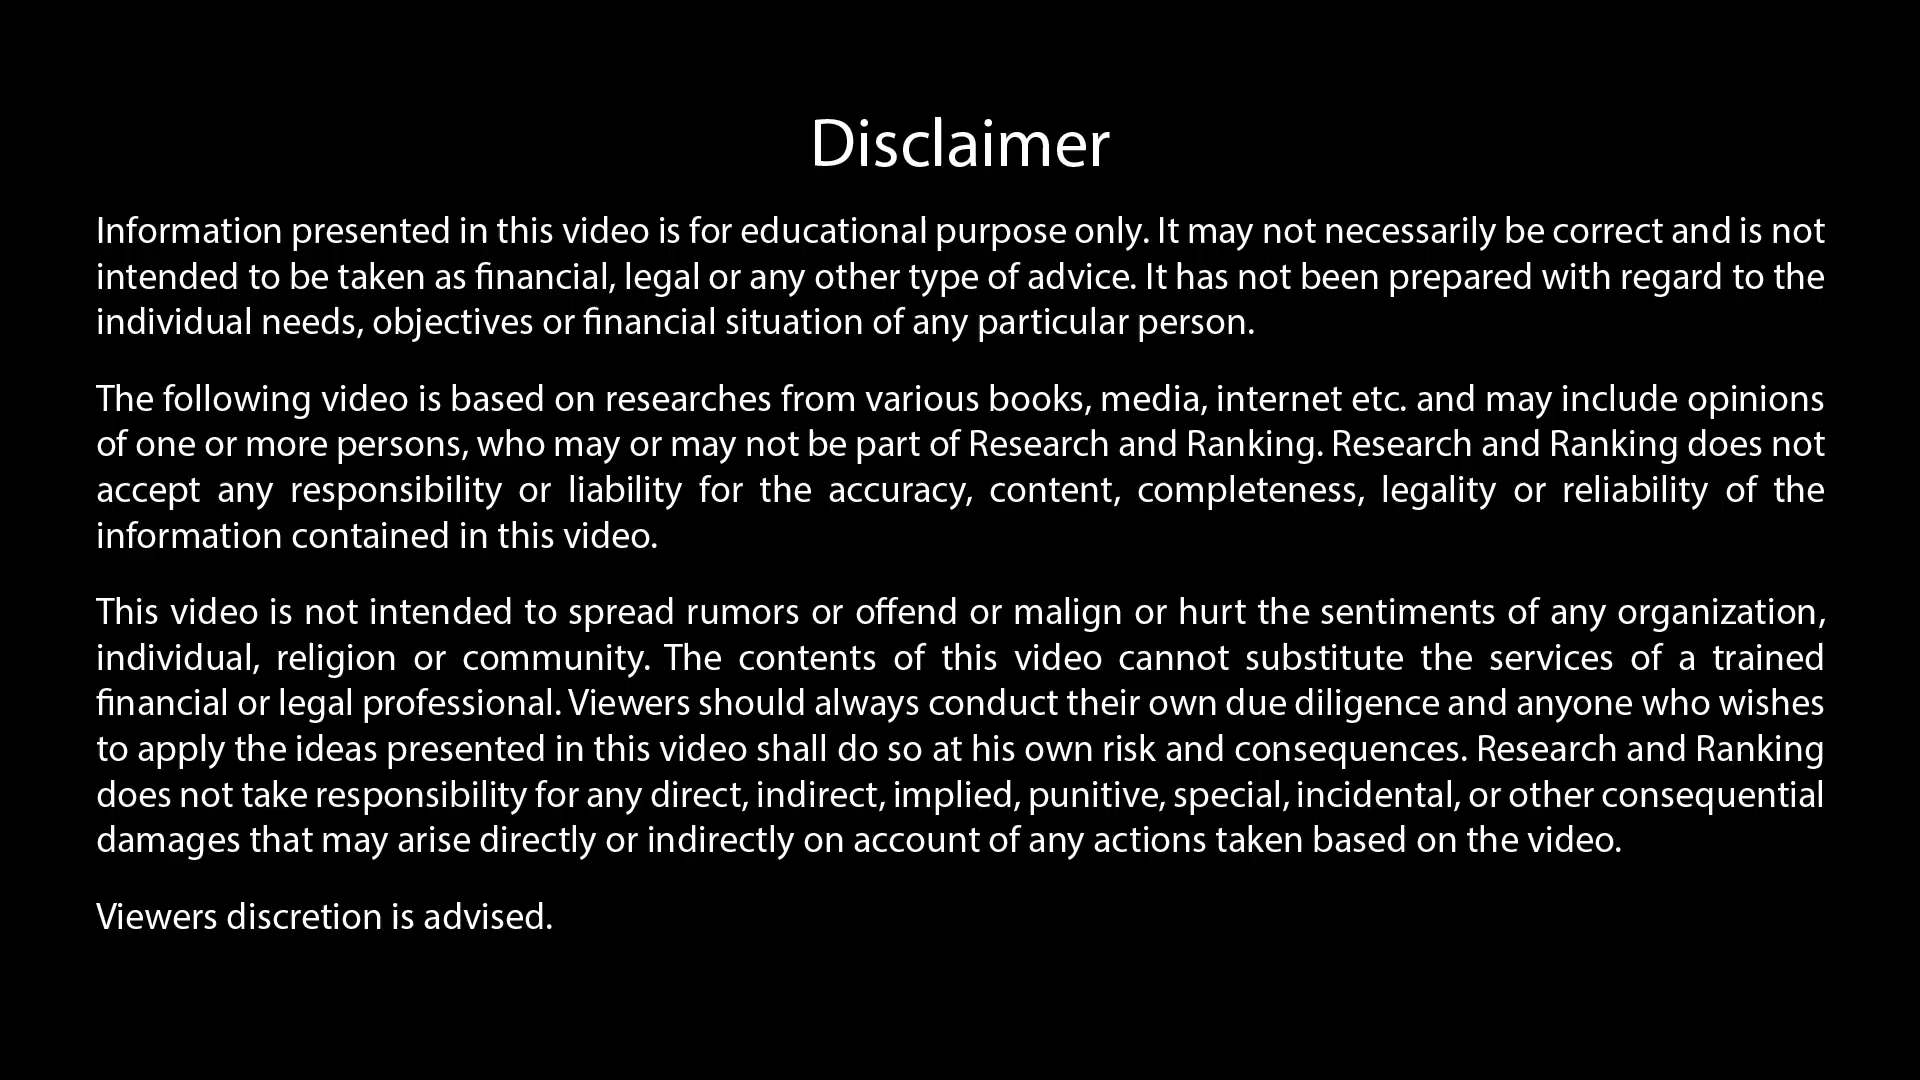 Disclaimer
Information presented in this video is for educational purpose only. It may not necessarily be correct and is not
intended to be taken as financial, legal or any other type of advice. It has not been prepared with regard to the
individual needs, objectives or financial situation of any particular person.
The following video is based on researches from various books, media, internet etc. and may include opinions
of one or more persons, who may or may not be part of Research and Ranking. Research and Ranking does not
accept any responsibility or liability for the accuracy, content, completeness, legality or reliability of the
information contained in this video.
This video is not intended to spread rumors or offend or malign or hurt the sentiments of any organization,
individual, religion or community. The contents of this video cannot substitute the services of a trained
financial or legal professional. Viewers should always conduct their own due diligence and anyone who wishes
to apply the ideas presented in this video shall do so at his own risk and consequences. Research and Ranking
does not take responsibility for any direct, indirect, implied, punitive, special, incidental, or other consequential
damages that may arise directly or indirectly on account of any actions taken based on the video.
Viewers discretion is advised.